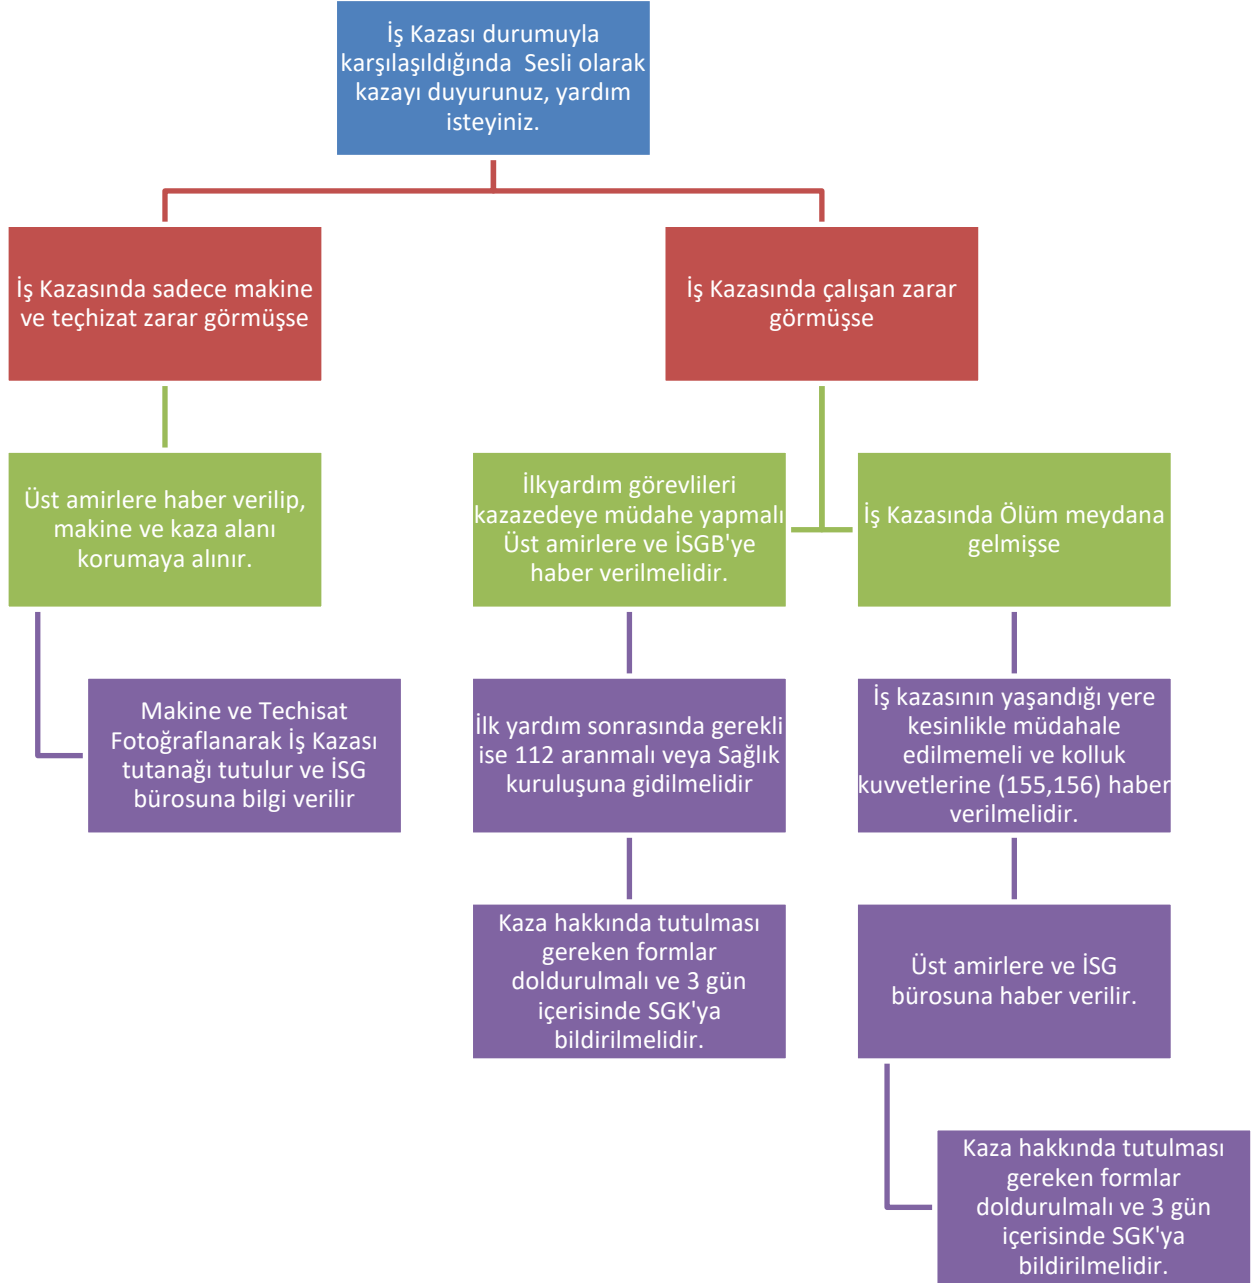 İş Kazası durumuyla
karşılaşıldığında  Sesli olarak
kazayı duyurunuz, yardım
isteyiniz.
İş Kazasında sadece makine
ve teçhizat zarar görmüşse
İş Kazasında çalışan zarar
görmüşse
Üst amirlere haber verilip,
makine ve kaza alanı
korumaya alınır.
İlkyardım görevlileri
kazazedeye müdahe yapmalı
Üst amirlere ve İSGB'ye
haber verilmelidir.
İş Kazasında Ölüm meydana
gelmişse
Makine ve Techisat
Fotoğraflanarak İş Kazası
tutanağı tutulur ve İSG
bürosuna bilgi verilir
İlk yardım sonrasında gerekli
ise 112 aranmalı veya Sağlık
kuruluşuna gidilmelidir
İş kazasının yaşandığı yere
kesinlikle müdahale
edilmemeli ve kolluk
kuvvetlerine (155,156) haber
verilmelidir.
Kaza hakkında tutulması
gereken formlar
doldurulmalı ve 3 gün
içerisinde SGK'ya
bildirilmelidir.
Üst amirlere ve İSG
bürosuna haber verilir.
Kaza hakkında tutulması
gereken formlar
doldurulmalı ve 3 gün
içerisinde SGK'ya
bildirilmelidir.